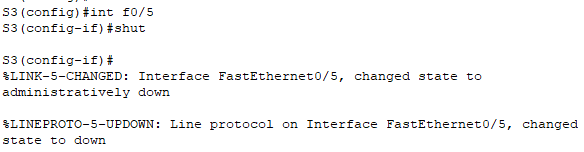 S3(config)#int f0/5
S3(config-if)#shut
S3(config-if)#
%LINK-5-CHANGED: Interface FastEthernet0/5, changed state to
administratively down
%LINEPROTO-5-UPDOWN: Line protocol on Interface FastEthernet0/5, changed
state to down